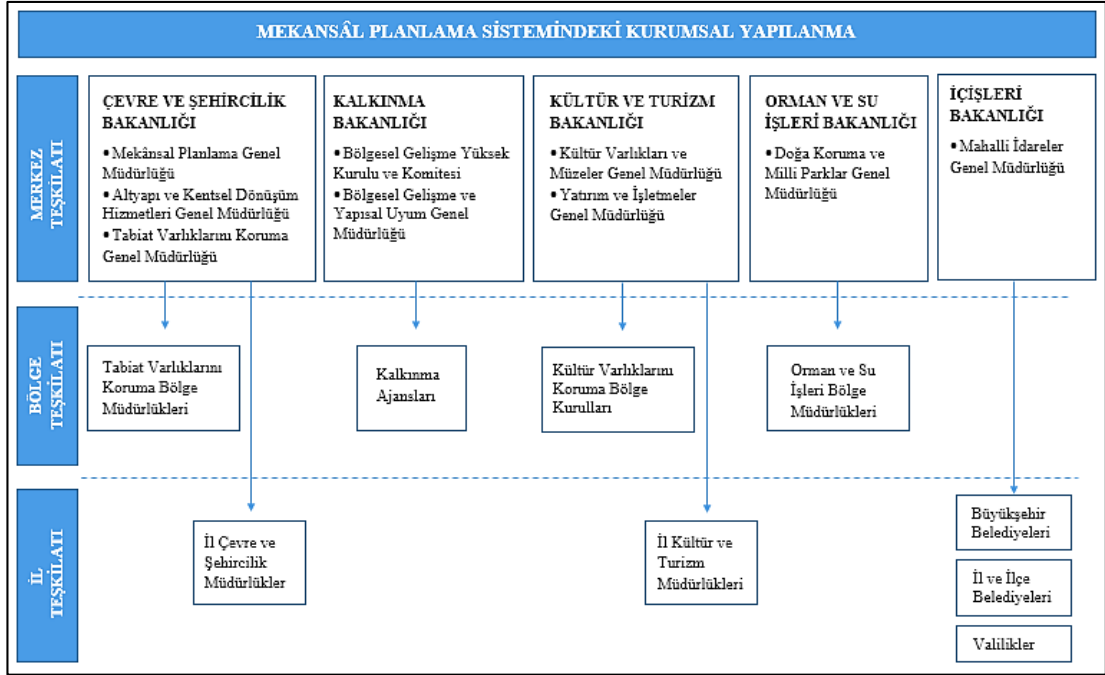 MEKANSÂL PLANLAMA SİSTEMİNDEKİ KURUMSAL YAPILANMA
MERKEZ
TEŞKİLATI
ÇEVRE VE ŞEHİRCİLİK
BAKANLIĞI
• Mekânsal Planlama Genel
Müdürlüğü
• Altyapı ve Kentsel Dönüşüm
Hizmetleri Genel Müdürlüğü
• Tabiat Varlıklarını Koruma
Genel Müdürlüğü
KALKINMA
BAKANLIĞI
• Bölgesel Gelişme Yüksek
Kurulu ve Komitesi
• Bölgesel Gelişme ve
Yapısal Uyum Genel
Müdürlüğü
KÜLTÜR VE TURİZM
BAKANLIĞI
• Kültür Varlıkları ve
Müzeler Genel Müdürlüğü
• Yatırım ve İşletmeler
Genel Müdürlüğü
ORMAN VE SU
İŞLERİ BAKANLIĞI
• Doğa Koruma ve
Milli Parklar Genel
Müdürlüğü
İÇİŞLERİ
BAKANLIĞI
• Mahalli İdareler
Genel Müdürlüğü
BÖLGE
TEŞKİLATI
Tabiat Varlıklarını
Koruma Bölge
Müdürlükleri
Kalkınma
Ajansları
Kültür Varlıklarını
Koruma Bölge
Kurulları
Orman ve Su
İşleri Bölge
Müdürlükleri
İL
TEŞKİLATI
İl Çevre ve
Şehircilik
Müdürlükler
İl Kültür ve
Turizm
Müdürlükleri
Büyükşehir
Belediyeleri
İl ve İlçe
Belediyeleri
Valilikler